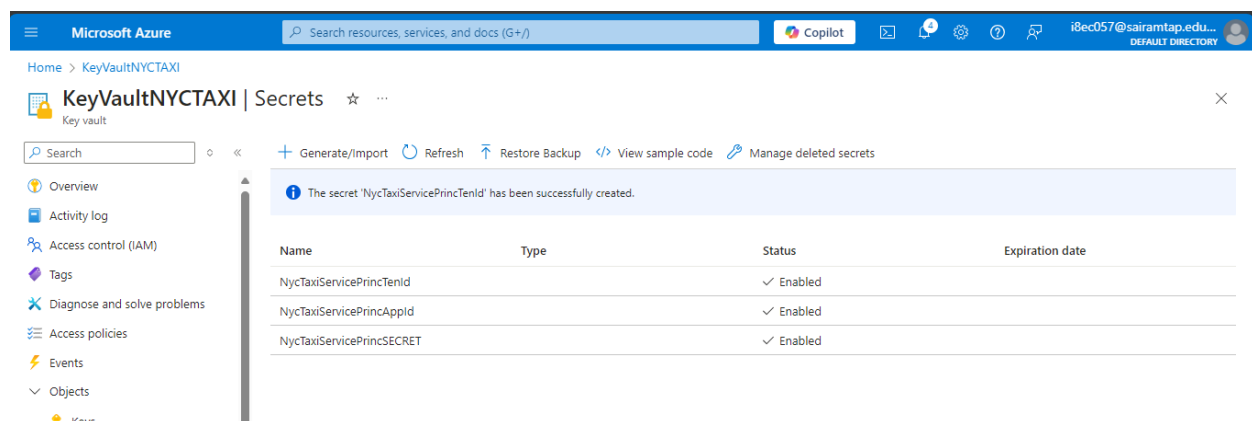 Microsoft Azure
Search resources, services, and docs (G+/)
Copilot
4
i8ec057@sairamtap.edu...
DEFAULT DIRECTORY
Home > KeyVaultNYCTAXI
KeyVaultNYCTAXI | Secrets
Key vault
Search
Generate/Import
Refresh
Restore Backup
View sample code
Manage deleted secrets
Overview
The secret 'NycTaxiServicePrincTenId' has been successfully created.
Activity log
Access control (IAM)
Name Type Status Expiration date
Tags
NycTaxiServicePrincTenId Enabled
Diagnose and solve problems
NycTaxiServicePrincAppId Enabled
Access policies
NycTaxiServicePrincSECRET Enabled
Events
Objects
Keys